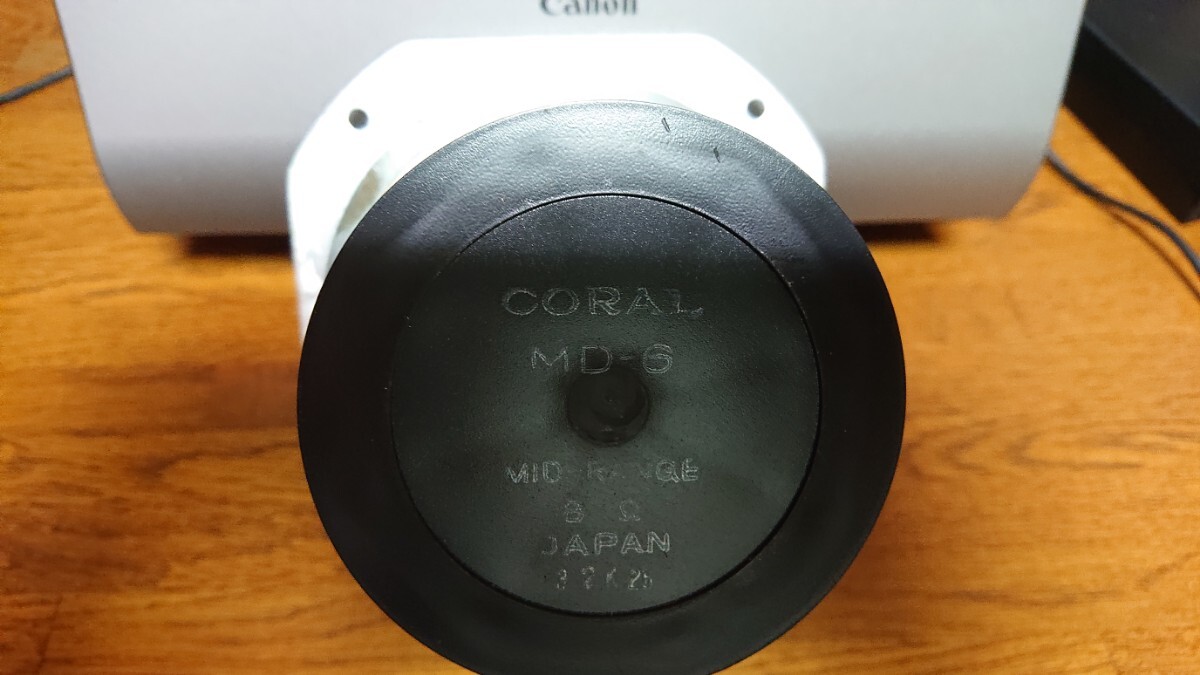 Canon
CORAL
MD-6
MID-RANGE
8 Ω
JAPAN